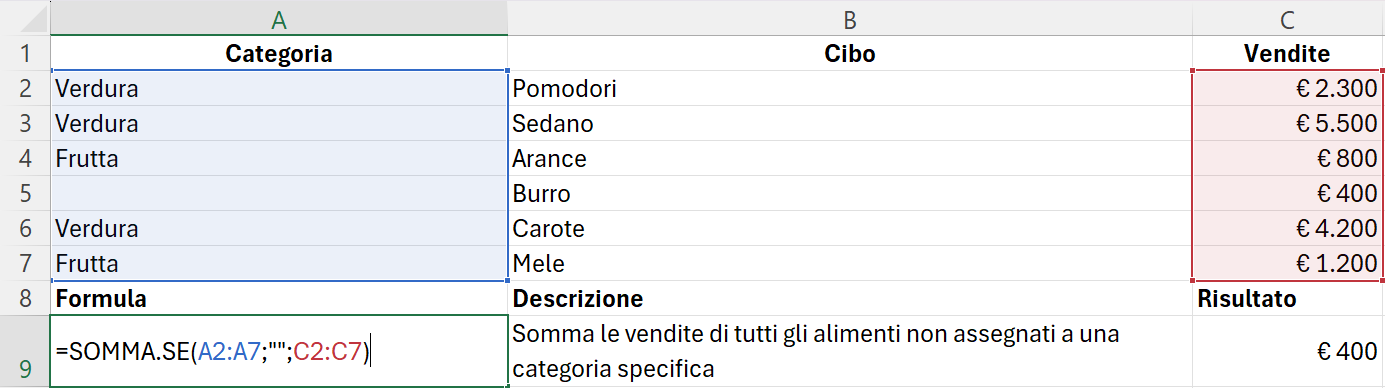 A B C
1 Categoria Cibo Vendite
2 Verdura Pomodori € 2.300
3 Verdura Sedano € 5.500
4 Frutta Arance € 800
5 Burro € 400
6 Verdura Carote € 4.200
7 Frutta Mele € 1.200
8 Formula Descrizione Risultato
9 =SOMMA.SE(A2:A7;"";C2:C7) Somma le vendite di tutti gli alimenti non assegnati a una € 400
categoria specifica